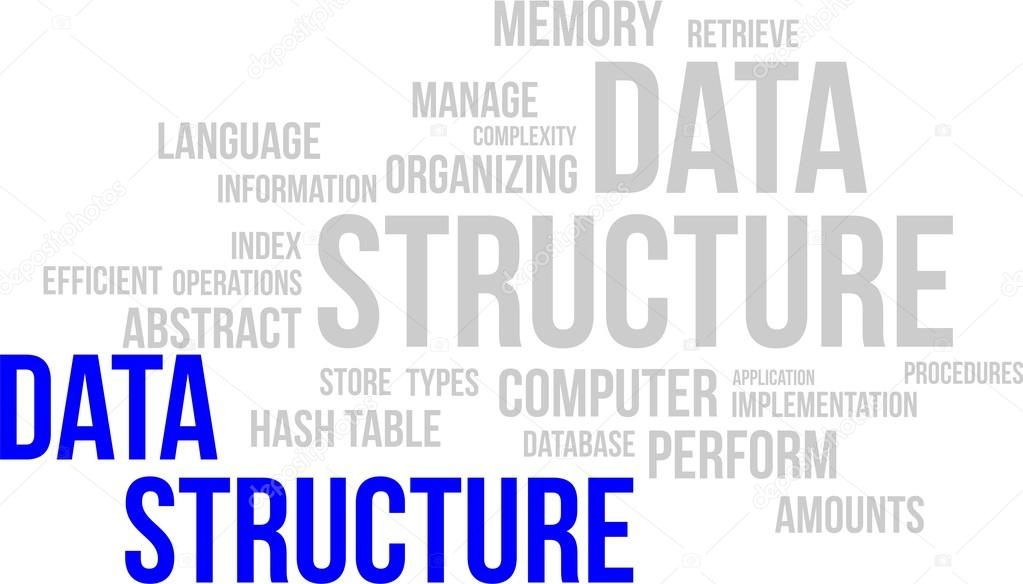 MEMORY
RETRIEVE
DATA
MANAGE
COMPLEXITY
LANGUAGE
ORGANIZING
INFORMATION
STRUCTURE
INDEX
EFFICIENT
OPERATIONS
ABSTRACT
DATA
STORE
TYPES
COMPUTER
APPLICATION
PROCEDURES
IMPLEMENTATION
HASH TABLE
DATABASE
PERFORM
STRUCTURE
AMOUNTS
depositphotos